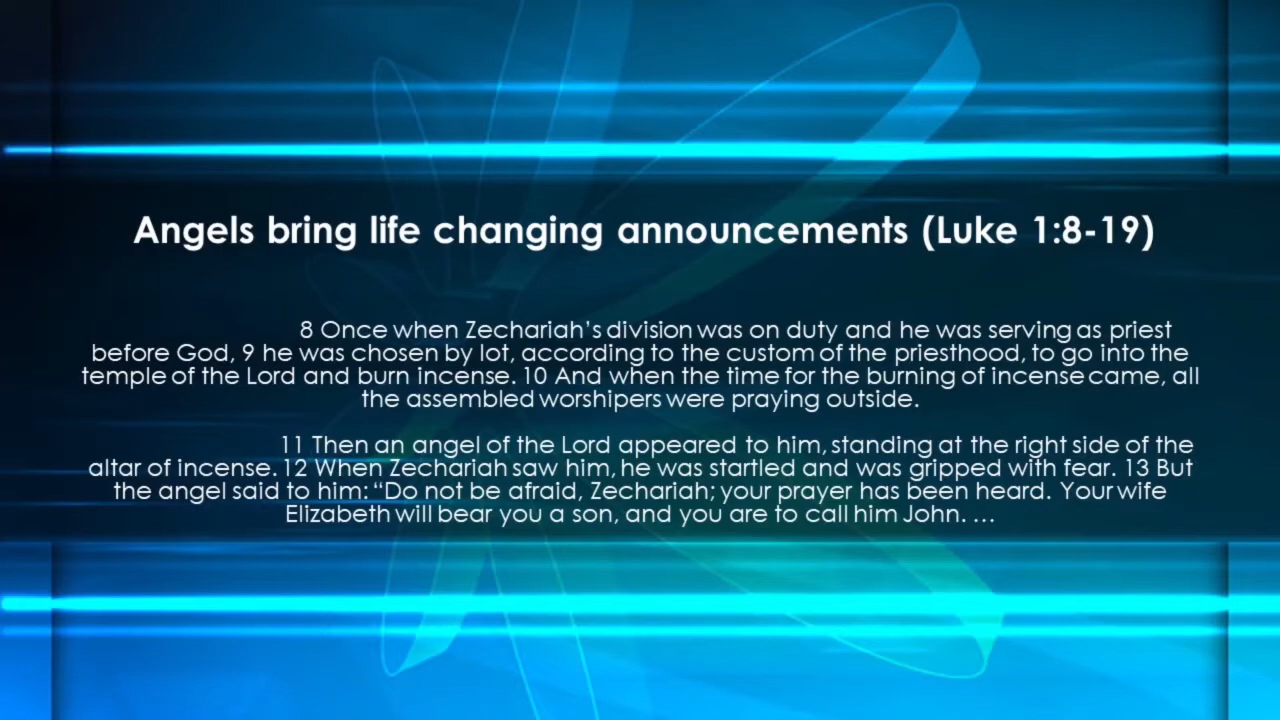 Angels bring life changing announcements (Luke 1:8-19)
8 Once when Zechariah’s division was on duty and he was serving as priest
before God, 9 he was chosen by lot, according to the custom of the priesthood, to go into the
temple of the Lord and burn incense. 10 And when the time for the burning of incense came, all
the assembled worshipers were praying outside.
11 Then an angel of the Lord appeared to him, standing at the right side of the
altar of incense. 12 When Zechariah saw him, he was startled and was gripped with fear. 13 But
the angel said to him: “Do not be afraid, Zechariah; your prayer has been heard. Your wife
Elizabeth will bear you a son, and you are to call him John. …